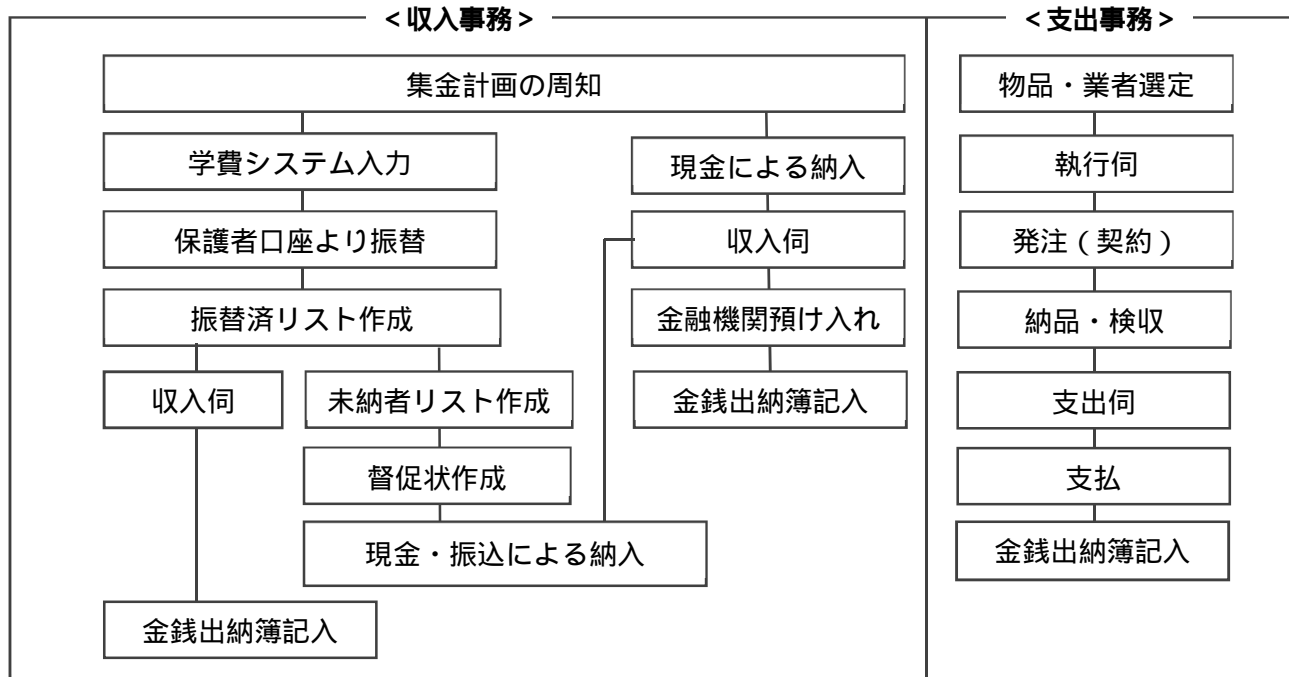 <収入事務>
集金計画の周知
学費システム入力
保護者口座より振替
振替済リスト作成
収入伺
未納者リスト作成
督促状作成
現金・振込による納入
金銭出納簿記入
現金による納入
収入伺
金融機関預け入れ
金銭出納簿記入
<支出事務>
物品・業者選定
執行伺
発注(契約)
納品・検収
支出伺
支払
金銭出納簿記入